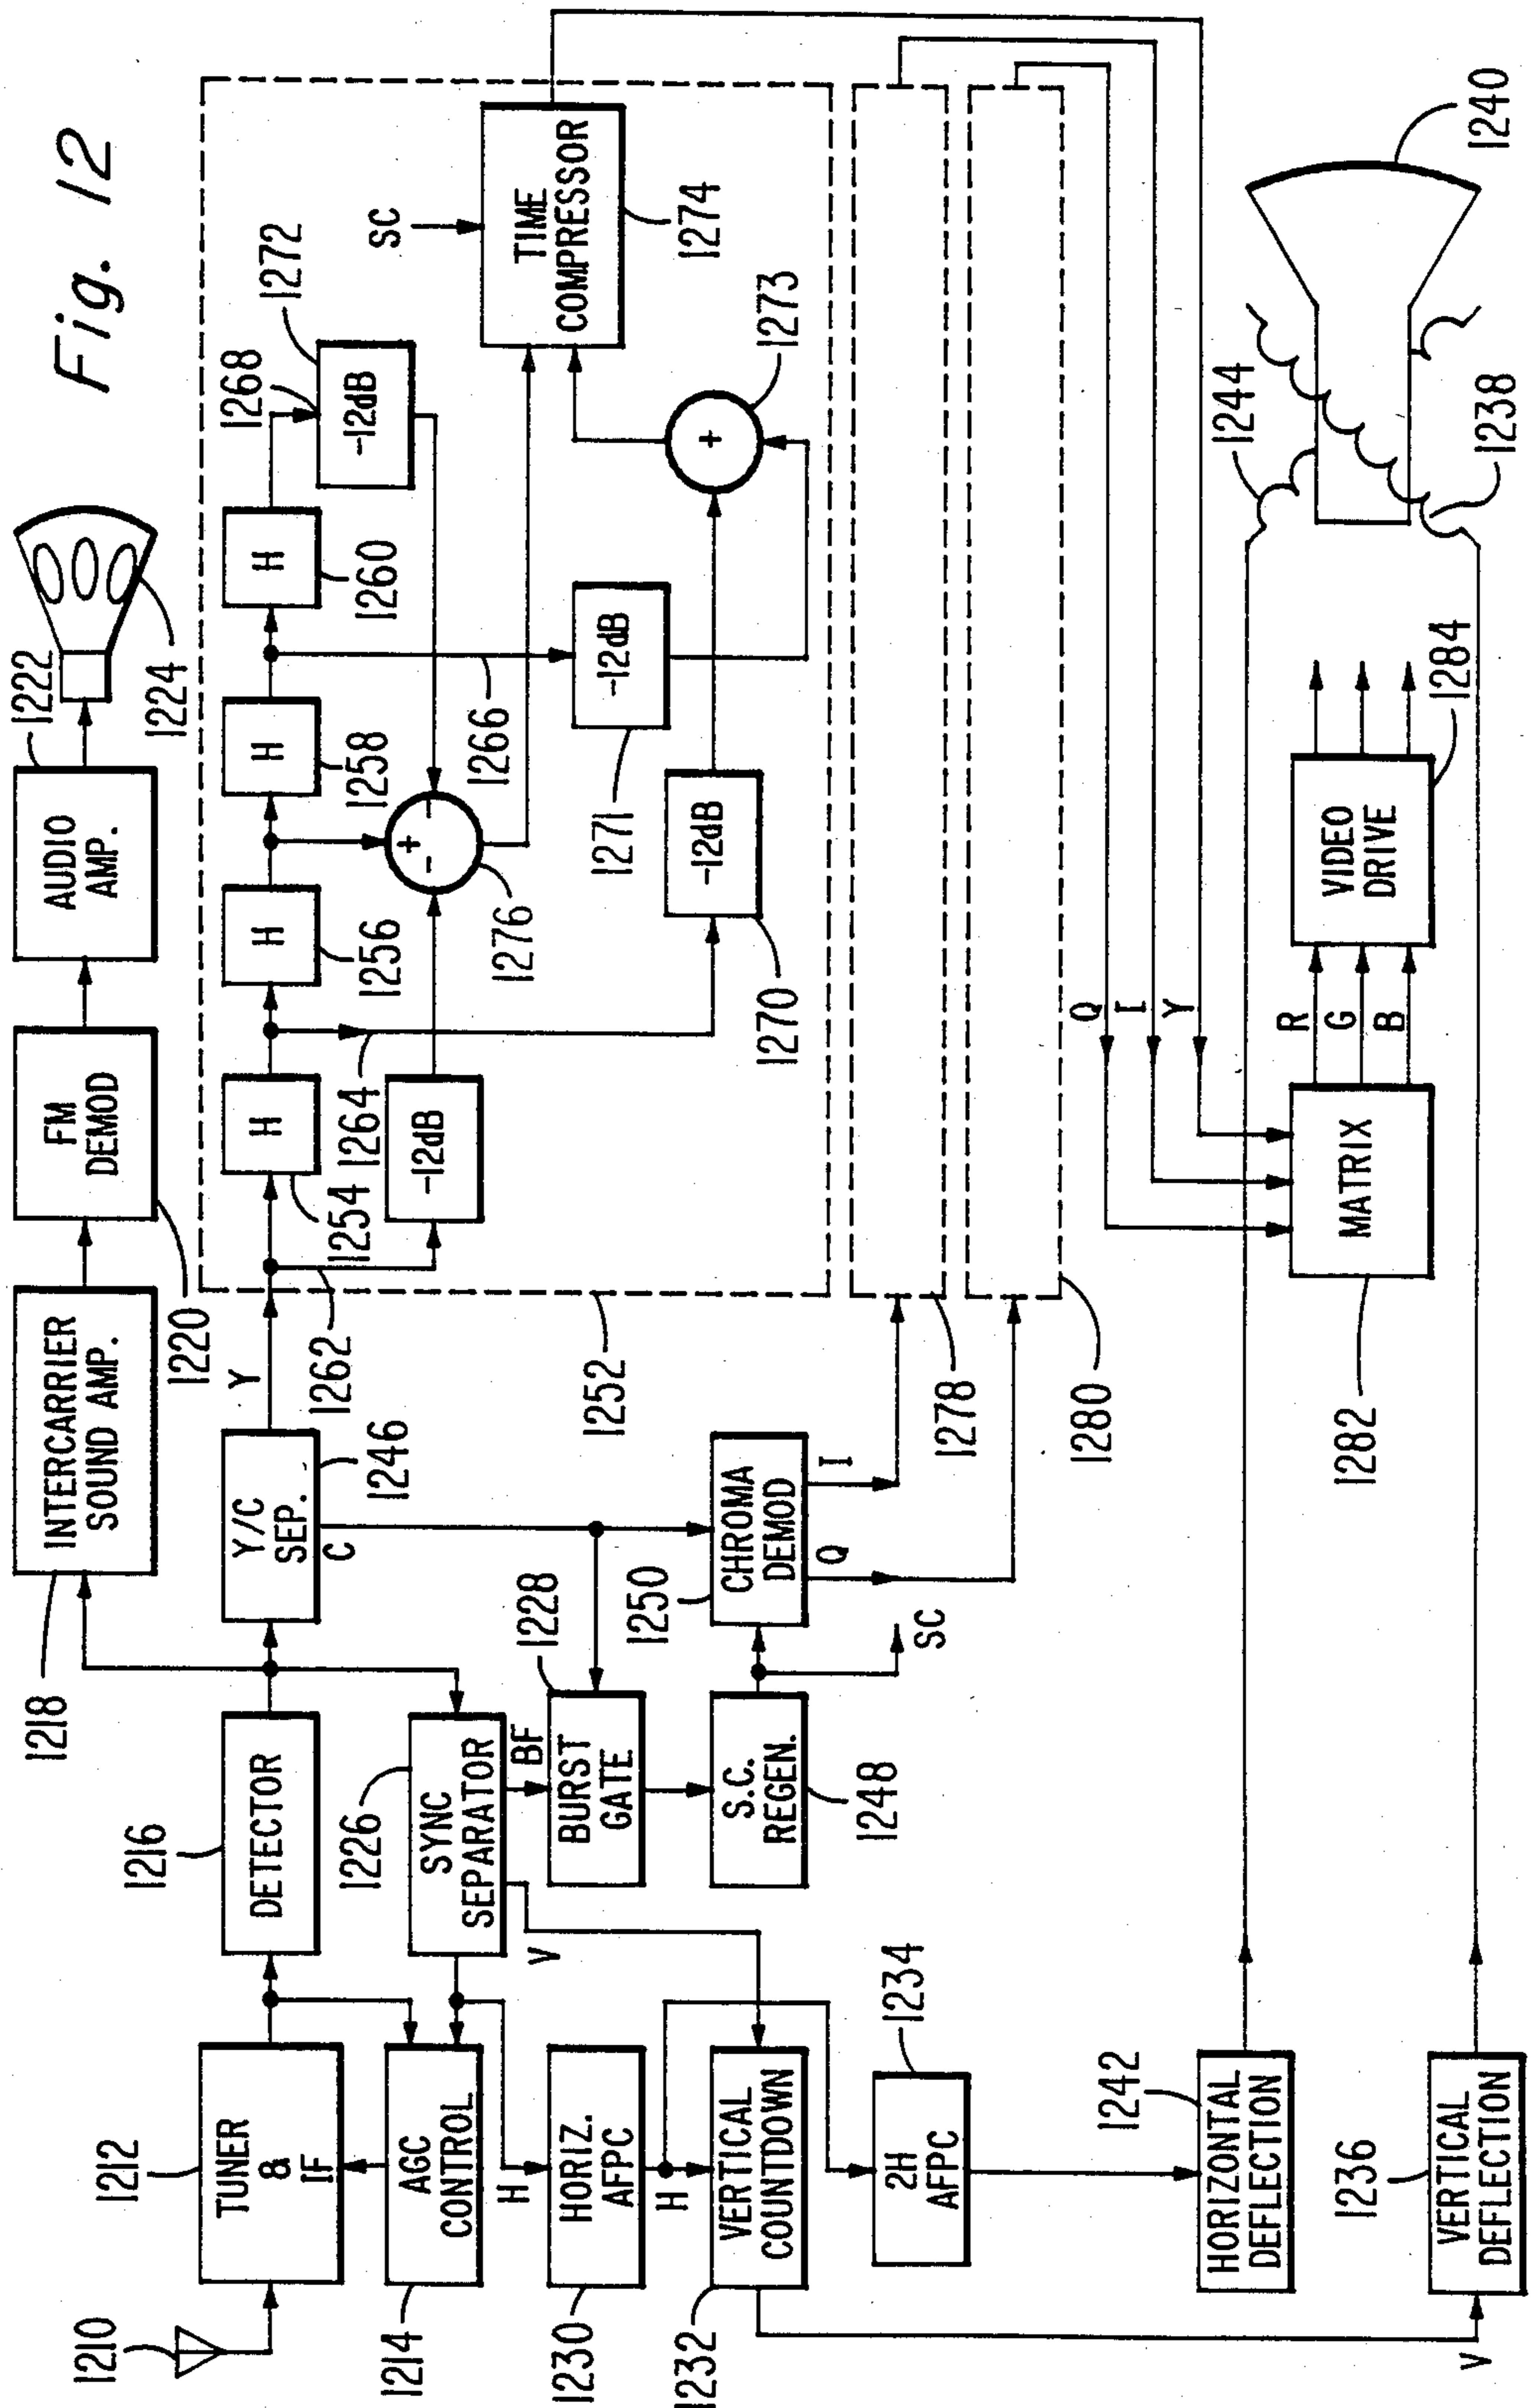 Fig. 12
1210
1212
TUNER
&
IF
1214
AGC
CONTROL
1216
DETECTOR
1218
INTERCARRIER
SOUND AMP.
1220
FM
DEMOD
1222
AUDIO
AMP.
1224
1226
SYNC
SEPARATOR
BF
V
H
1228
BURST
GATE
1230
HORIZ.
AFPC
H
1232
VERTICAL
COUNTDOWN
1234
2H
AFPC
1246
Y/C
SEP.
C
Y
1248
S.C.
REGEN.
SC
1250
CHROMA
DEMOD
I
Q
1252
1262
1254
H
1264
-12dB
1256
H
1258
H
1260
H
1268
1272
-12dB
+
-
-
1276
1266
1271
-12dB
1270
-12dB
1273
+
SC
TIME
COMPRESSOR
1274
1278
1280
Q
I
Y
1282
MATRIX
R
G
B
VIDEO
DRIVE
1284
1242
HORIZONTAL
DEFLECTION
1236
VERTICAL
DEFLECTION
V
1244
1238
1240